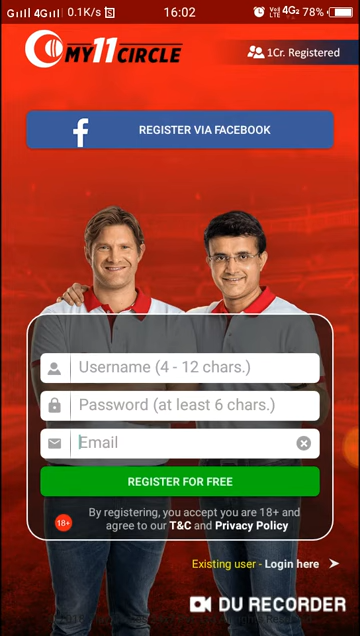 0.1K/s 16:02 4G 78%
MY11CIRCLE
1Cr. Registered
REGISTER VIA FACEBOOK
Username (4 - 12 chars.)
Password (at least 6 chars.)
Email
REGISTER FOR FREE
18+ By registering, you accept you are 18+ and
agree to our T&C and Privacy Policy
Existing user - Login here
DU RECORDER